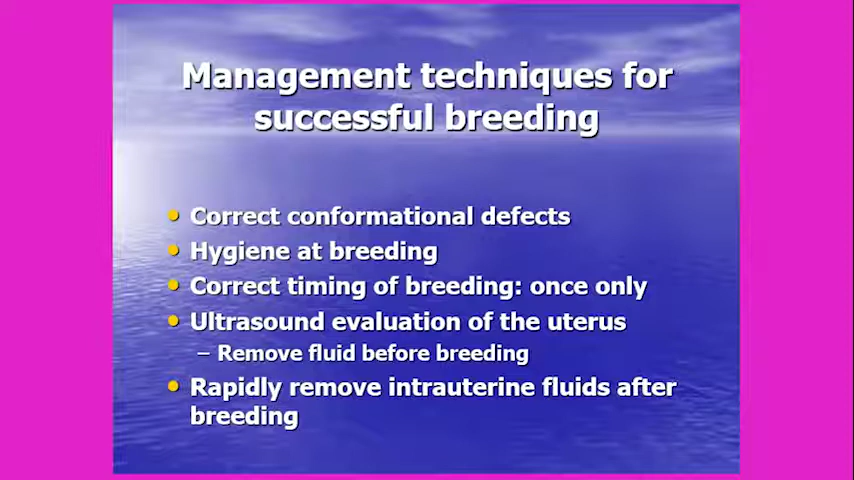 Management techniques for
successful breeding
• Correct conformational defects
• Hygiene at breeding
• Correct timing of breeding: once only
• Ultrasound evaluation of the uterus
– Remove fluid before breeding
• Rapidly remove intrauterine fluids after
breeding